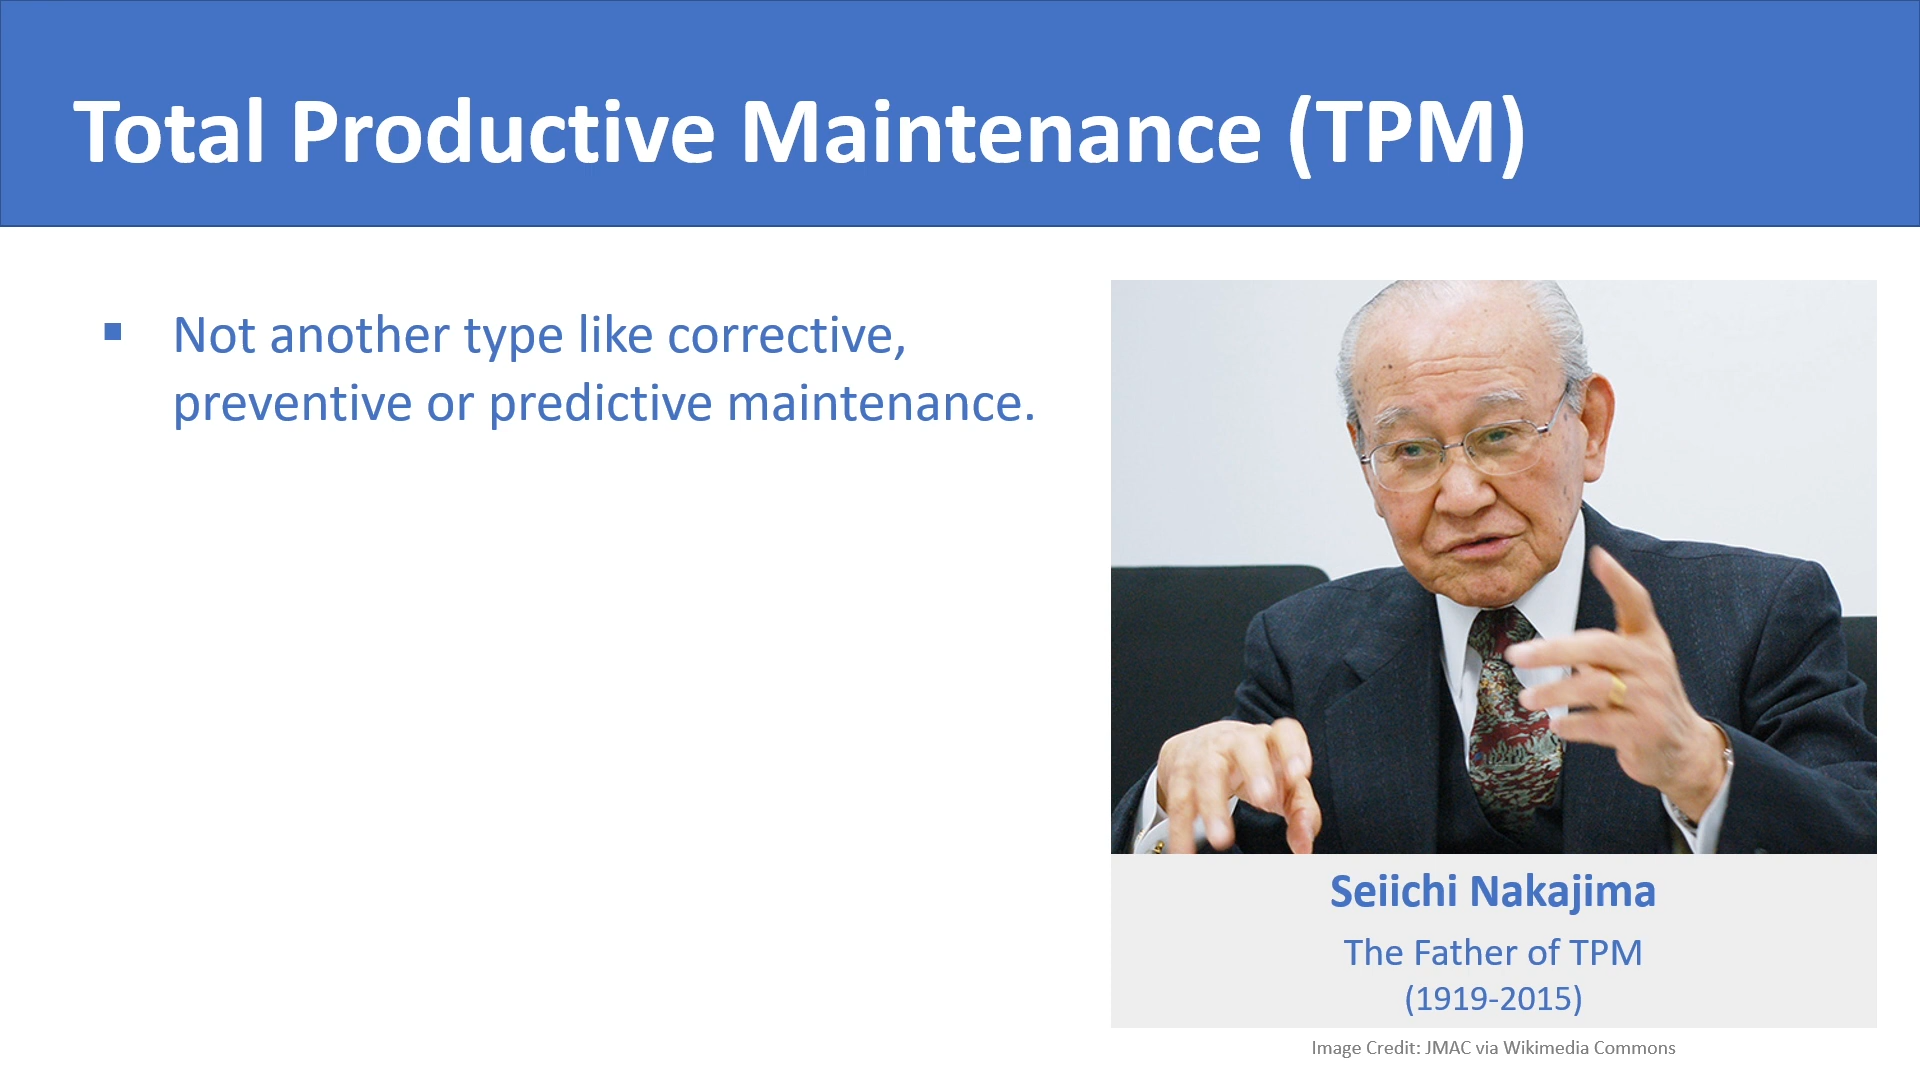 Total Productive Maintenance (TPM)
▪ Not another type like corrective,
preventive or predictive maintenance.
Seiichi Nakajima
The Father of TPM
(1919-2015)
Image Credit: JMAC via Wikimedia Commons